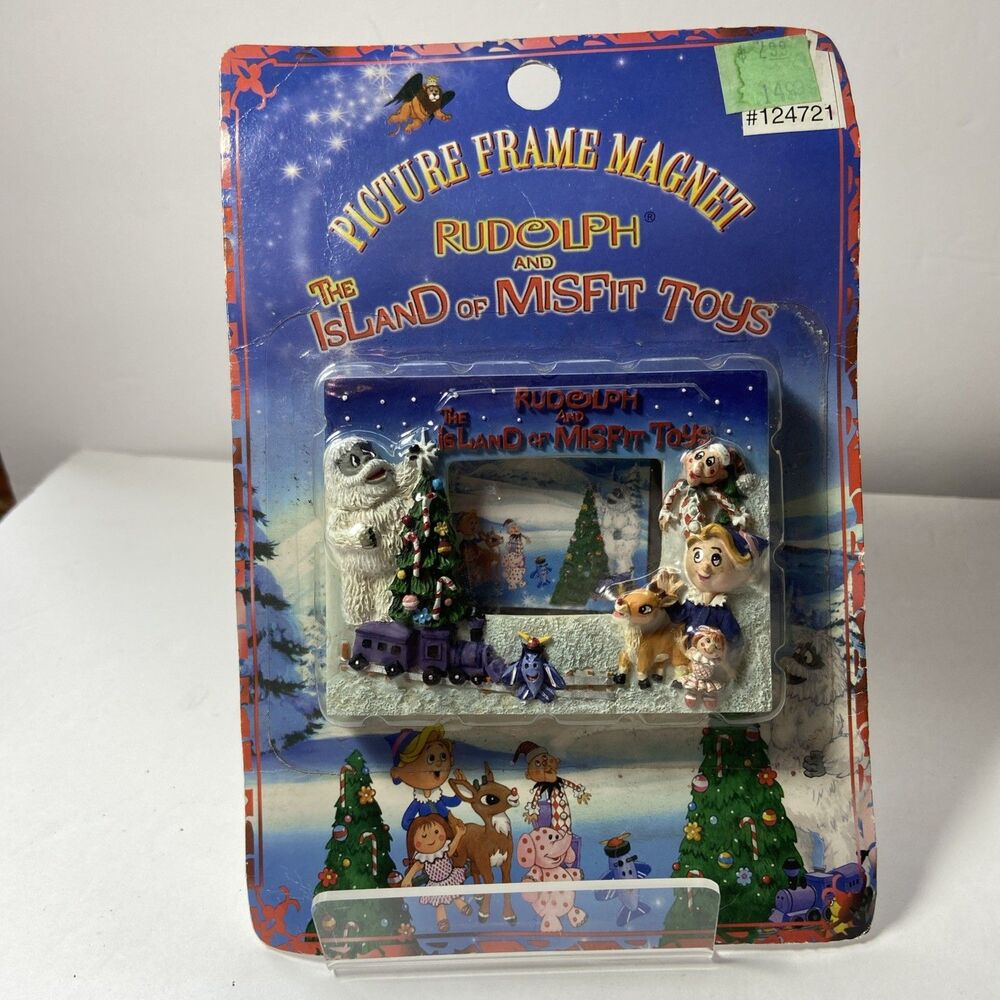 #124721
PICTURE FRAME MAGNET
RUDOLPH®
AND
THE
ISLAND OF MISFIT TOYS
RUDOLPH
AND
THE
ISLAND OF MISFIT TOYS